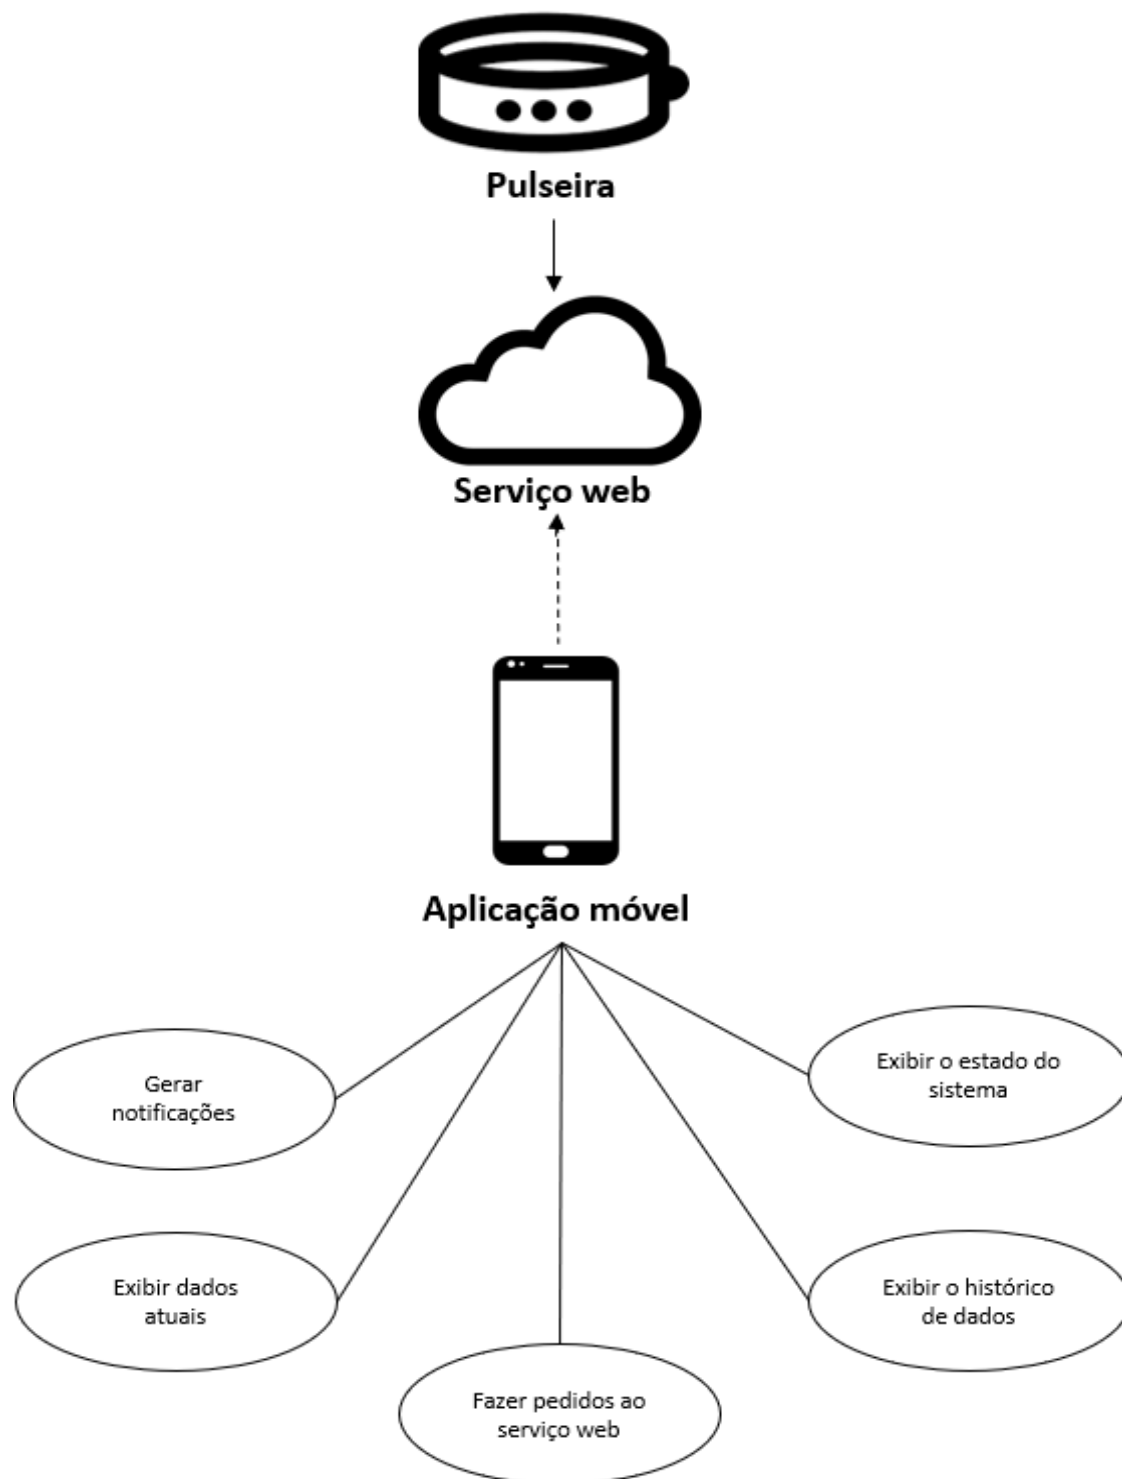 Pulseira
Serviço web
Aplicação móvel
Gerar
notificações
Exibir o estado do
sistema
Exibir dados
atuais
Exibir o histórico
de dados
Fazer pedidos ao
serviço web